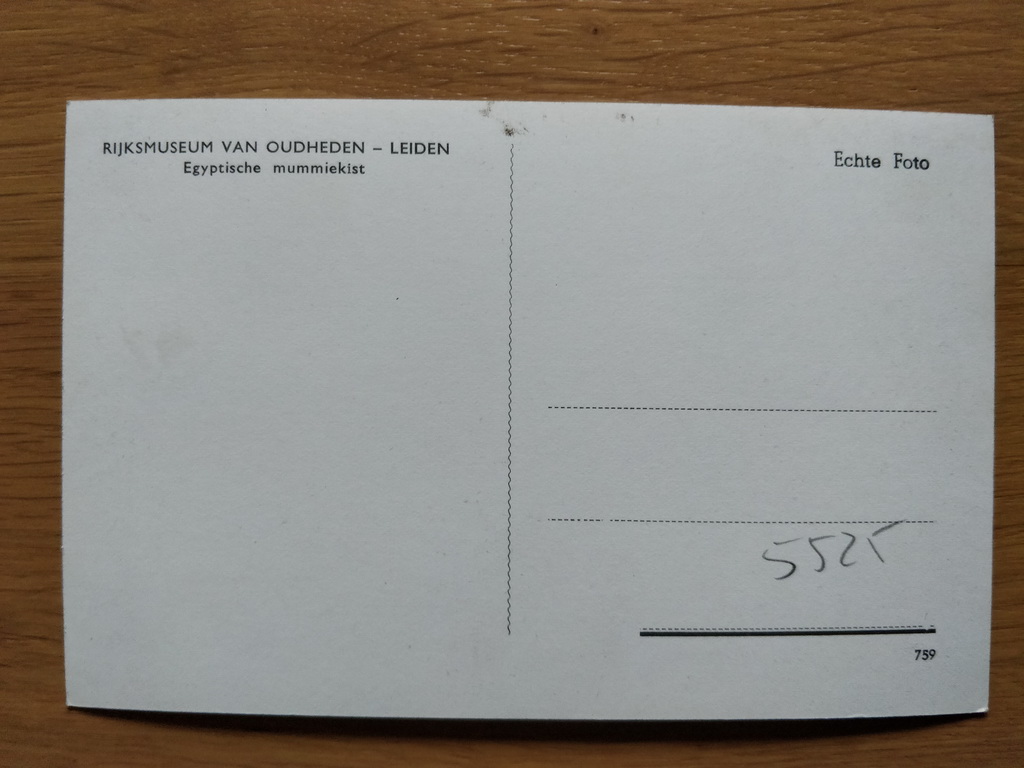 RIJKSMUSEUM VAN OUDHEDEN – LEIDEN
Egyptische mummiekist
Echte Foto
5525
759